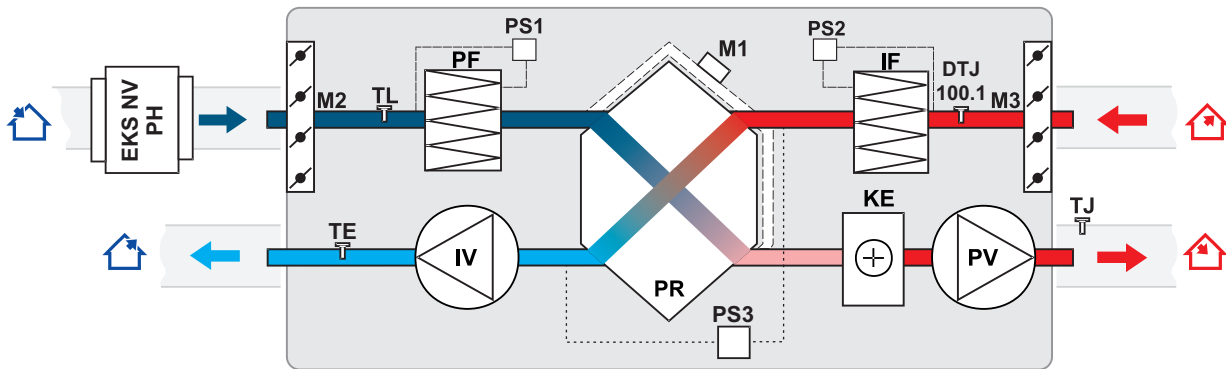 PS1
PS2
PF
M1
IF
DTJ
100.1
M2
TL
M3
EKS NV
PH
TE
IV
PR
KE
PV
TJ
PS3